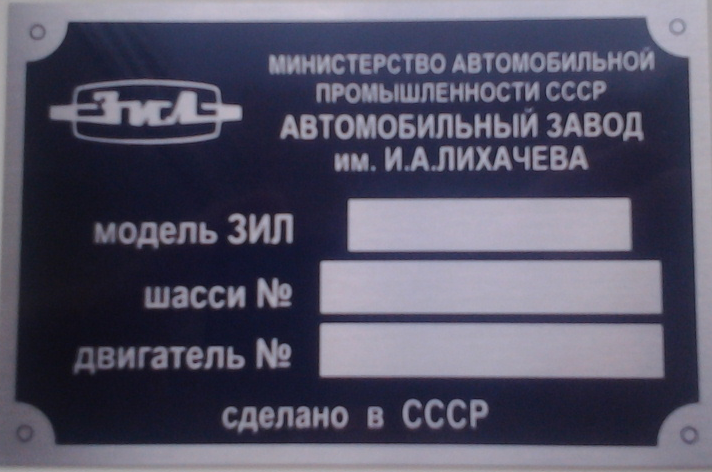 ЗИЛ
МИНИСТЕРСТВО АВТОМОБИЛЬНОЙ
ПРОМЫШЛЕННОСТИ СССР
АВТОМОБИЛЬНЫЙ ЗАВОД
им. И.А.ЛИХАЧЕВА
модель ЗИЛ
шасси №
двигатель №
сделано в СССР